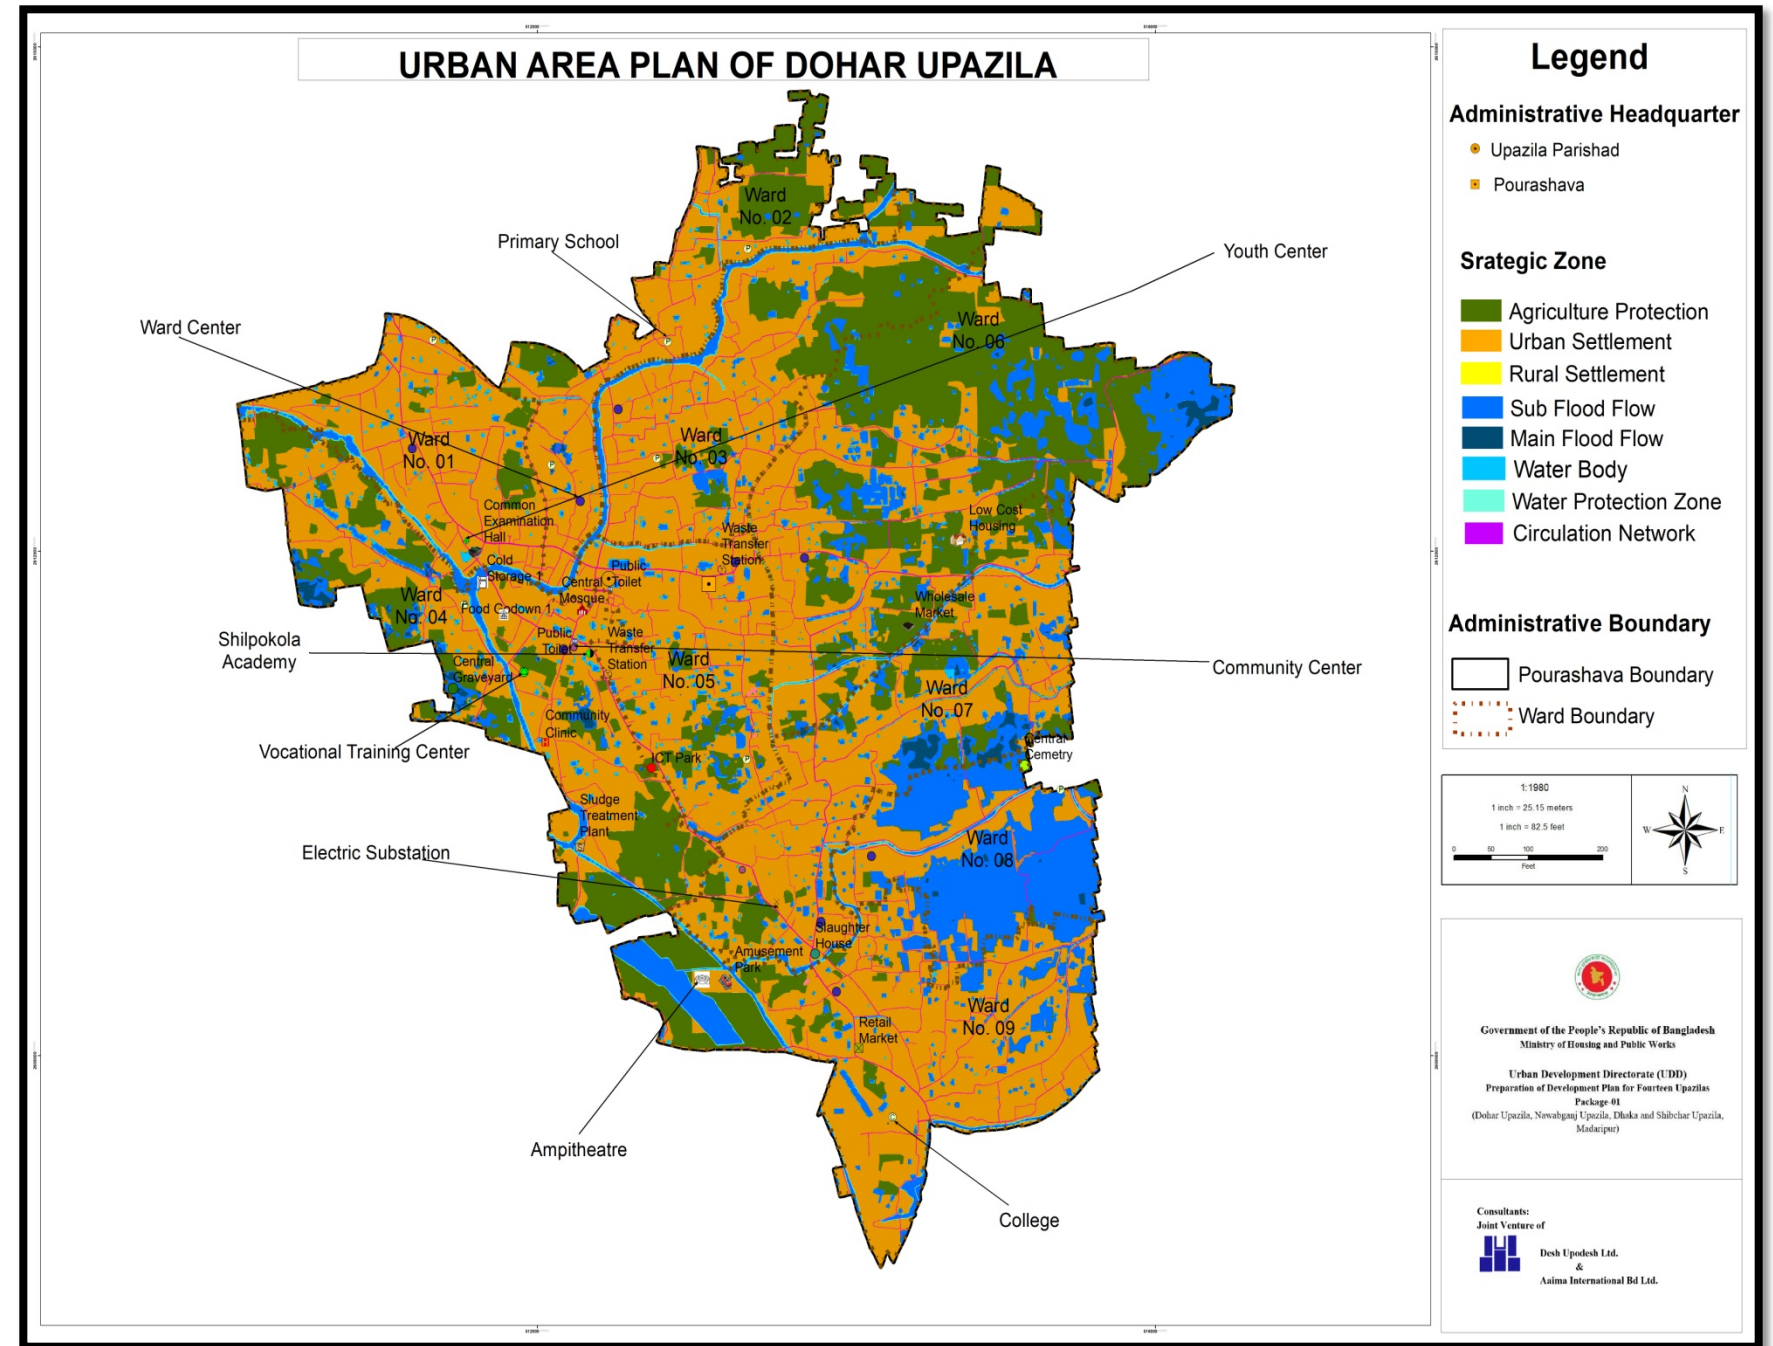 URBAN AREA PLAN OF DOHAR UPAZILA
Ward
No. 02
Primary School
Youth Center
Ward Center
Ward
No. 06
Ward
No. 01
Ward
No. 03
Common
Examination
Hall
Low Cost
Housing
Waste
Transfer
Station
Cold
Storage 1
Public
Toilet
Central
Mosque
Ward
No. 04
Food Godown 1
Wholesale
Market
Shilpokola
Academy
Public
Toilet
Waste
Transfer
Station
Central
Graveyard
Ward
No. 05
Community Center
Ward
No. 07
Community
Clinic
Vocational Training Center
ICT Park
Central
Cemetry
Sludge
Treatment
Plant
Electric Substation
Ward
No. 08
Slaughter
House
Amusement
Park
Ward
No. 09
Retail
Market
Ampitheatre
College
Legend
Administrative Headquarter
Upazila Parishad
Pourashava
Srategic Zone
Agriculture Protection
Urban Settlement
Rural Settlement
Sub Flood Flow
Main Flood Flow
Water Body
Water Protection Zone
Circulation Network
Administrative Boundary
Pourashava Boundary
Ward Boundary
1:1980
1 inch = 25.15 meters
1 inch = 82.5 feet
0 50 100 200
Feet
N
W E
S
Government of the People's Republic of Bangladesh
Ministry of Housing and Public Works
Urban Development Directorate (UDD)
Preparation of Development Plan for Fourteen Upazilas
Package-01
(Dohar Upazila, Nawabganj Upazila, Dhaka and Shibchar Upazila,
Madaripur)
Consultants:
Joint Venture of
Desh Upodesh Ltd.
&
Aaima International Bd Ltd.